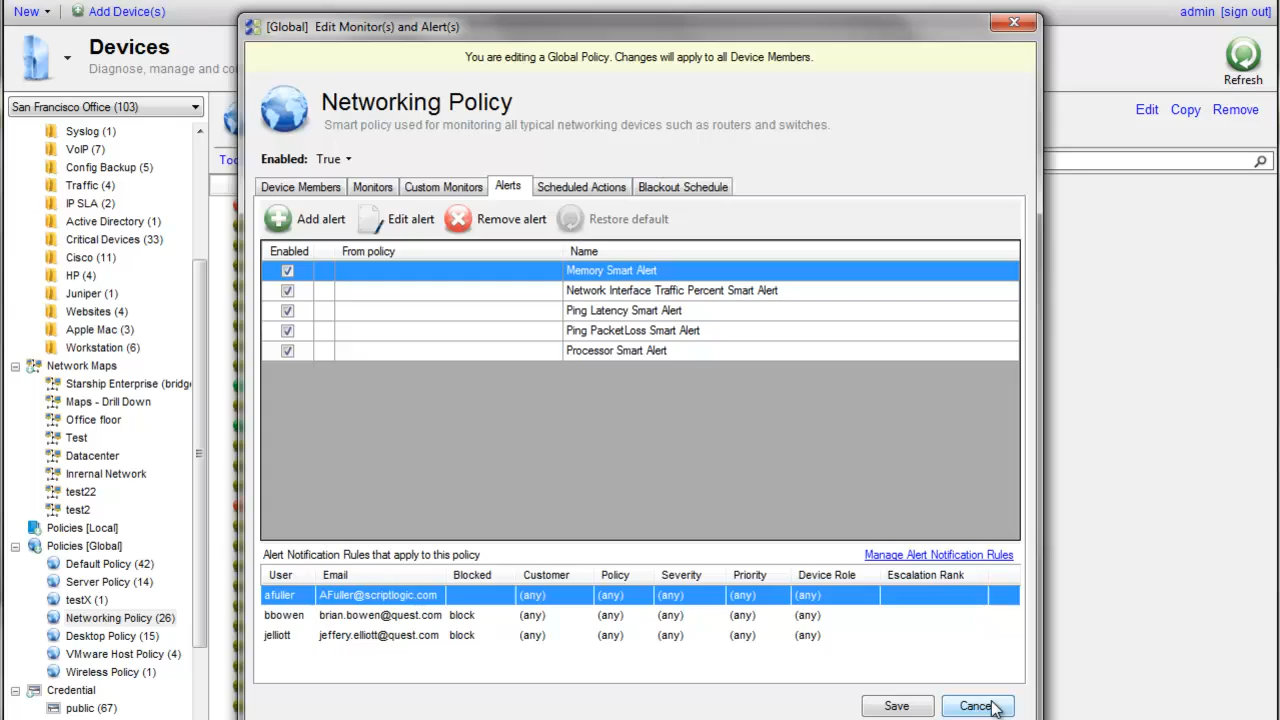 New
Add Device(s)
admin [sign out]
[Global] Edit Monitor(s) and Alert(s)
Devices
Diagnose, manage and co
You are editing a Global Policy. Changes will apply to all Device Members.
Refresh
San Francisco Office (103)
Networking Policy
Smart policy used for monitoring all typical networking devices such as routers and switches.
Edit Copy Remove
Enabled: True
Device Members Monitors Custom Monitors Alerts Scheduled Actions Blackout Schedule
Add alert Edit alert Remove alert Restore default
Enabled From policy Name
Memory Smart Alert
Network Interface Traffic Percent Smart Alert
Ping Latency Smart Alert
Ping PacketLoss Smart Alert
Processor Smart Alert
Syslog (1)
VoIP (7)
Config Backup (5)
Traffic (4)
IP SLA (2)
Active Directory (1)
Critical Devices (33)
Cisco (11)
HP (4)
Juniper (1)
Websites (4)
Apple Mac (3)
Workstation (6)
Network Maps
Starship Enterprise (bridge
Maps - Drill Down
Office floor
Test
Datacenter
Inrernal Network
test22
test2
Policies [Local]
Policies [Global]
Default Policy (42)
Server Policy (14)
testX (1)
Networking Policy (26)
Desktop Policy (15)
VMware Host Policy (4)
Wireless Policy (1)
Credential
public (67)
Alert Notification Rules that apply to this policy
Manage Alert Notification Rules
User Email Blocked Customer Policy Severity Priority Device Role Escalation Rank
afuller AFuller@scriptlogic.com (any) (any) (any) (any) (any)
bbowen brian.bowen@quest.com block (any) (any) (any) (any) (any)
jelliott jeffery.elliott@quest.com block (any) (any) (any) (any) (any)
Save Cancel